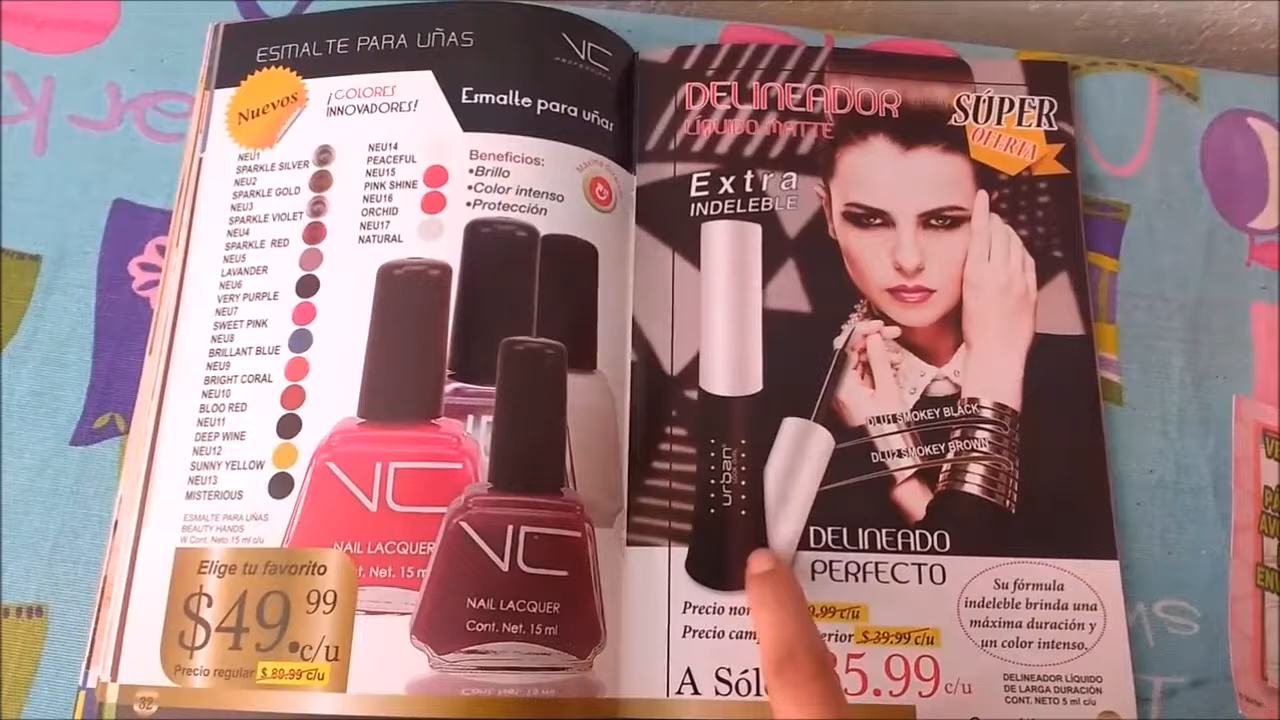 ESMALTE PARA UÑAS
VC
Nuevos
¡COLORES
INNOVADORES!
Esmalte para uñas
NEU1
SPARKLE SILVER
NEU2
SPARKLE GOLD
NEU3
SPARKLE VIOLET
NEU4
SPARKLE RED
NEU5
LAVANDER
NEU6
VERY PURPLE
NEU7
SWEET PINK
NEU8
BRILLANT BLUE
NEU9
BRIGHT CORAL
NEU10
BLOO RED
NEU11
DEEP WINE
NEU12
SUNNY YELLOW
NEU13
MISTERIOUS
NEU14
PEACEFUL
NEU15
PINK SHINE
NEU16
ORCHID
NEU17
NATURAL
Beneficios:
•Brillo
•Color intenso
•Protección
VC
NAIL LACQUER
t. Net. 15 m
VC
NAIL LACQUER
Cont. Net. 15 ml
ESMALTE PARA UÑAS
BEAUTY HANDS
W Cont. Neto 15 ml c/u
Elige tu favorito
$49.99 c/u
Precio regular $ 89.99 c/u
32
DELINEADOR
LÍQUIDO MATTE
SÚPER
OFERTA
Extra
INDELEBLE
urban
DLU1 SMOKEY BLACK
DLU2 SMOKEY BROWN
DELINEADO
PERFECTO
Su fórmula
indeleble brinda una
máxima duración y
un color intenso.
Precio 9.99 c/u
Precio $ 39.99 c/u
A 5.99 c/u
DELINEADOR LÍQUIDO
DE LARGA DURACIÓN
CONT. NETO 5 ml c/u